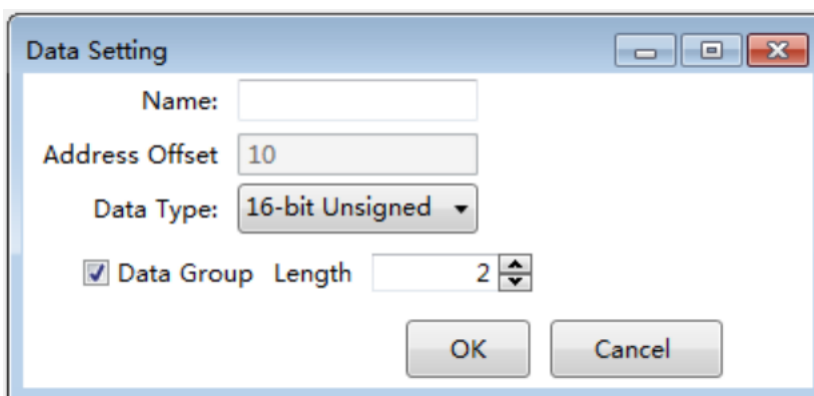 Data Setting
Name:
Address Offset 10
Data Type: 16-bit Unsigned
Data Group Length 2
OK Cancel